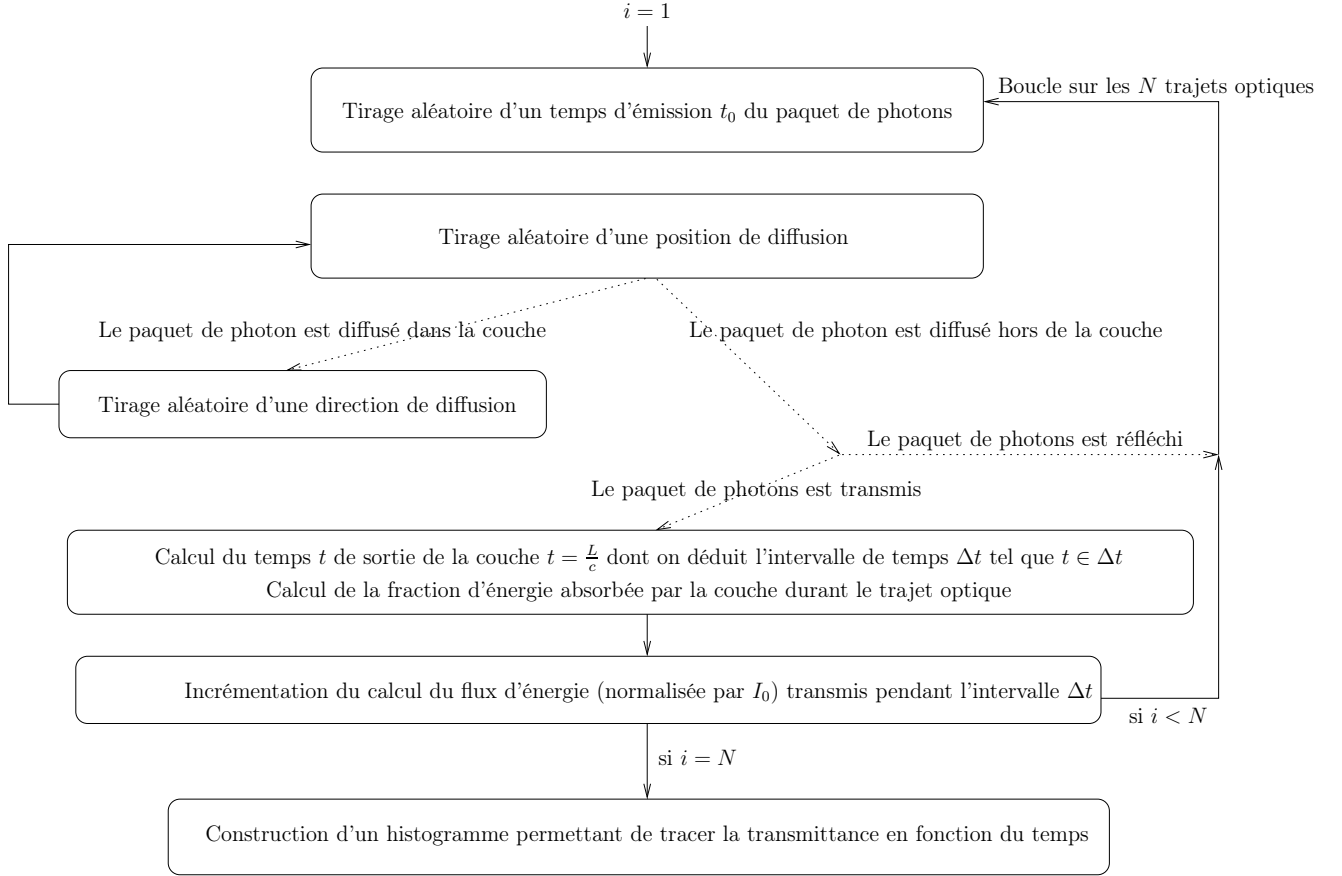 i = 1
Boucle sur les N trajets optiques
Tirage aléatoire d'un temps d'émission t₀ du paquet de photons
Tirage aléatoire d'une position de diffusion
Le paquet de photon est diffusé dans la couche
Le paquet de photon est diffusé hors de la couche
Tirage aléatoire d'une direction de diffusion
Le paquet de photons est réfléchi
Le paquet de photons est transmis
Calcul du temps t de sortie de la couche t = L/c dont on déduit l'intervalle de temps Δt tel que t ∈ Δt
Calcul de la fraction d'énergie absorbée par la couche durant le trajet optique
Incrémentation du calcul du flux d'énergie (normalisée par I₀) transmis pendant l'intervalle Δt
si i < N
si i = N
Construction d'un histogramme permettant de tracer la transmittance en fonction du temps